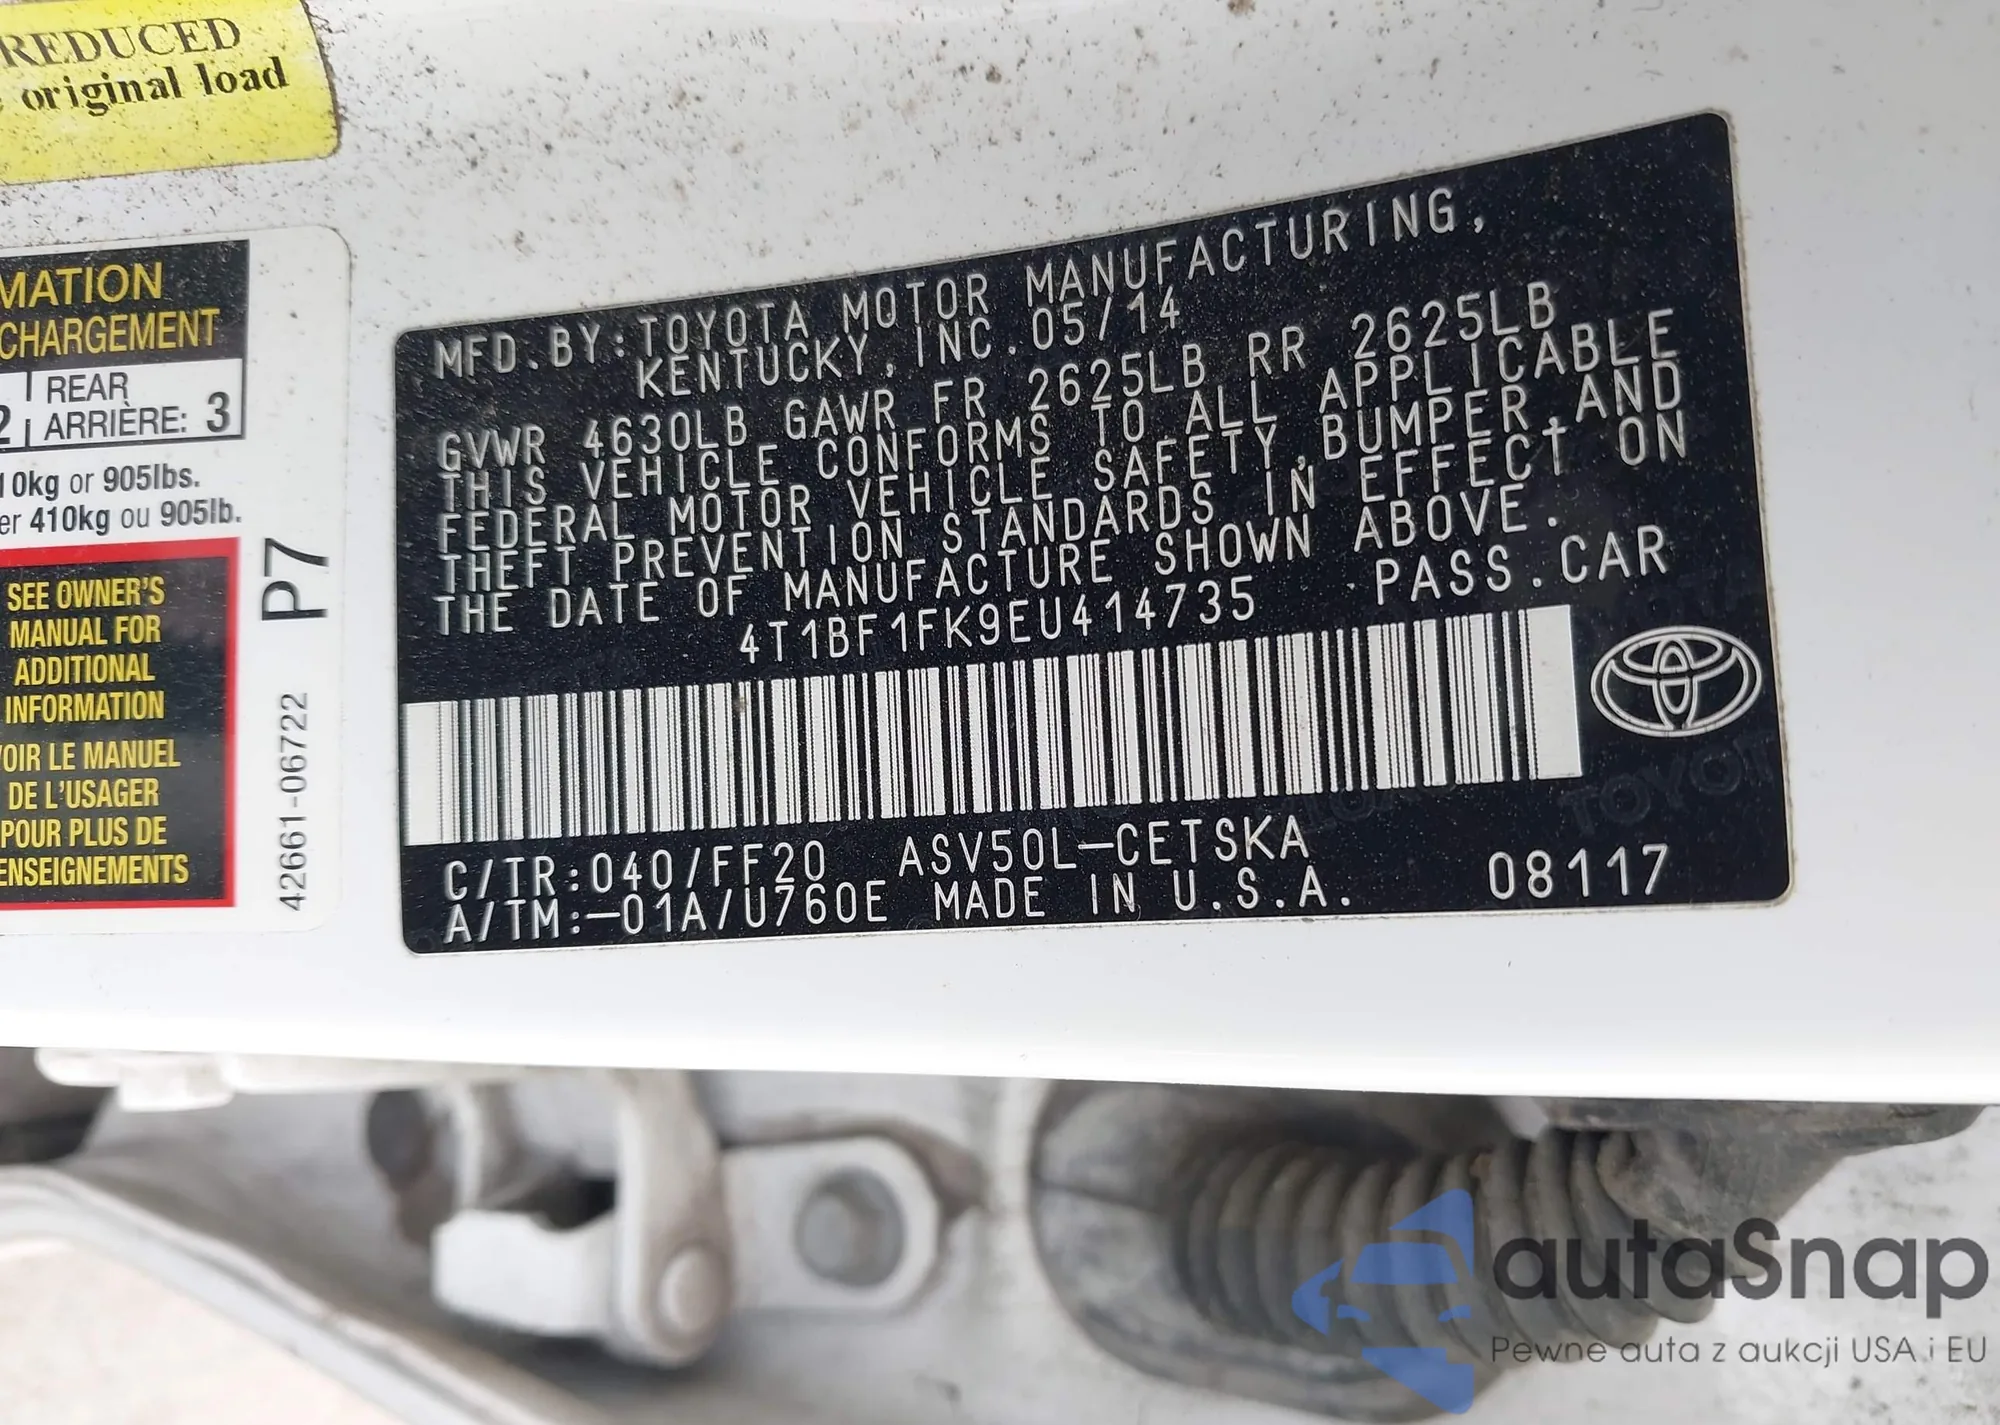 REDUCED
original load
MATION
CHARGEMENT
2 REAR
ARRIÈRE: 3
10kg or 905lbs.
er 410kg ou 905lb.
SEE OWNER'S
MANUAL FOR
ADDITIONAL
INFORMATION
VOIR LE MANUEL
DE L'USAGER
POUR PLUS DE
ENSEIGNEMENTS
P7
42661-06722
MFD.BY:TOYOTA MOTOR MANUFACTURING,
KENTUCKY,INC.05/14
GVWR 4630LB GAWR FR 2625LB RR 2625LB
THIS VEHICLE CONFORMS TO ALL APPLICABLE
FEDERAL MOTOR VEHICLE SAFETY,BUMPER,AND
THEFT PREVENTION STANDARDS IN EFFECT ON
THE DATE OF MANUFACTURE SHOWN ABOVE.
4T1BF1FK9EU414735 PASS.CAR
C/TR:040/FF20 ASV50L-CETSKA
A/TM:-01A/U760E MADE IN U.S.A. 08117
TOYOT
autaSnap
Pewne auta z aukcji USA i EU